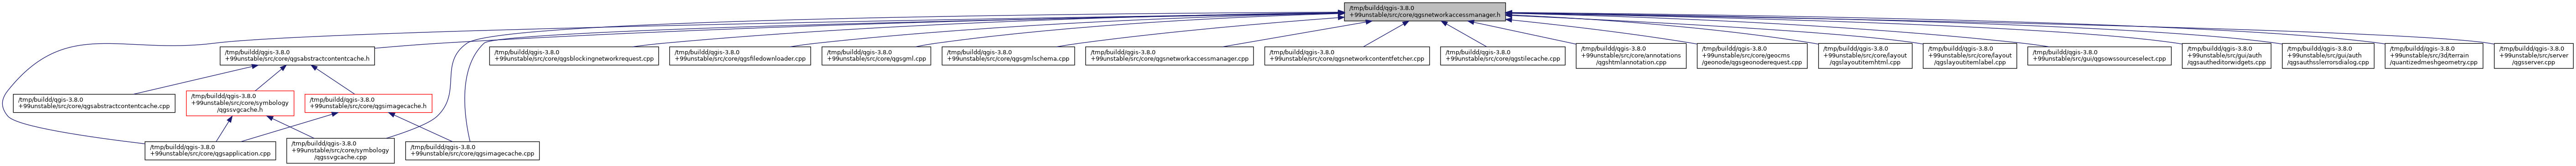 /tmp/buildd/qgis-3.8.0
+99unstable/src/core/qgsnetworkaccessmanager.h
/tmp/buildd/qgis-3.8.0
+99unstable/src/core/qgsabstractcontentcache.h
/tmp/buildd/qgis-3.8.0
+99unstable/src/core/qgsblockingnetworkrequest.cpp
/tmp/buildd/qgis-3.8.0
+99unstable/src/core/qgsfiledownloader.cpp
/tmp/buildd/qgis-3.8.0
+99unstable/src/core/qgsgml.cpp
/tmp/buildd/qgis-3.8.0
+99unstable/src/core/qgsgmlschema.cpp
/tmp/buildd/qgis-3.8.0
+99unstable/src/core/qgsnetworkaccessmanager.cpp
/tmp/buildd/qgis-3.8.0
+99unstable/src/core/qgsnetworkcontentfetcher.cpp
/tmp/buildd/qgis-3.8.0
+99unstable/src/core/qgstilecache.cpp
/tmp/buildd/qgis-3.8.0
+99unstable/src/core/annotations
/qgshtmlannotation.cpp
/tmp/buildd/qgis-3.8.0
+99unstable/src/core/geocms
/geonode/qgsgeonoderequest.cpp
/tmp/buildd/qgis-3.8.0
+99unstable/src/core/layout
/qgslayoutitemhtml.cpp
/tmp/buildd/qgis-3.8.0
+99unstable/src/core/layout
/qgslayoutitemlabel.cpp
/tmp/buildd/qgis-3.8.0
+99unstable/src/gui/qgsowssourceselect.cpp
/tmp/buildd/qgis-3.8.0
+99unstable/src/gui/auth
/qgsautheditorwidgets.cpp
/tmp/buildd/qgis-3.8.0
+99unstable/src/gui/auth
/qgsauthsslerrorsdialog.cpp
/tmp/buildd/qgis-3.8.0
+99unstable/src/3d/terrain
/quantizedmeshgeometry.cpp
/tmp/buildd/qgis-3.8.0
+99unstable/src/server
/qgsserver.cpp
/tmp/buildd/qgis-3.8.0
+99unstable/src/core/qgsabstractcontentcache.cpp
/tmp/buildd/qgis-3.8.0
+99unstable/src/core/symbology
/qgssvgcache.h
/tmp/buildd/qgis-3.8.0
+99unstable/src/core/qgsimagecache.h
/tmp/buildd/qgis-3.8.0
+99unstable/src/core/qgsapplication.cpp
/tmp/buildd/qgis-3.8.0
+99unstable/src/core/symbology
/qgssvgcache.cpp
/tmp/buildd/qgis-3.8.0
+99unstable/src/core/qgsimagecache.cpp